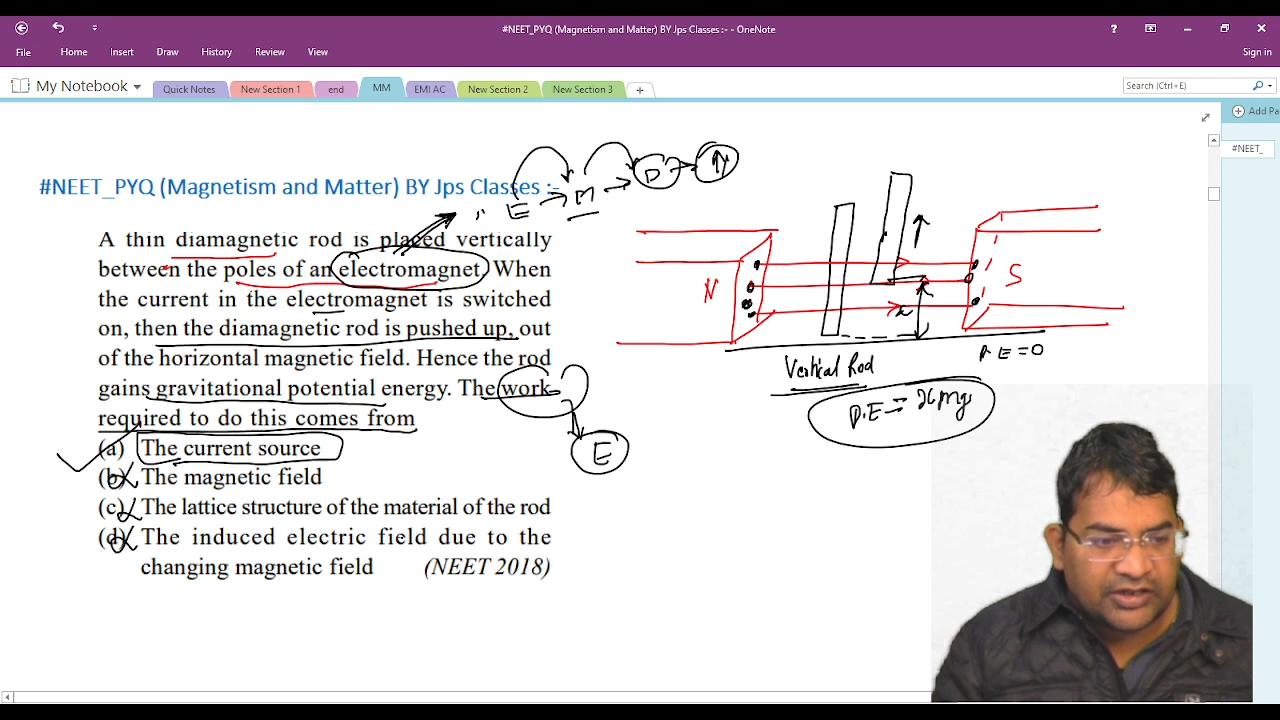 #NEET_PYQ (Magnetism and Matter) BY Jps Classes :- - OneNote
File Home Insert Draw History Review View
Sign in
My Notebook
Quick Notes New Section 1 end MM EMI AC New Section 2 New Section 3
Search (Ctrl+E)
Add Pa
#NEET_
#NEET_PYQ (Magnetism and Matter) BY Jps Classes :-
E → M → D →
A thin diamagnetic rod is placed vertically
between the poles of an electromagnet. When
the current in the electromagnet is switched
on, then the diamagnetic rod is pushed up, out
of the horizontal magnetic field. Hence the rod
gains gravitational potential energy. The work
required to do this comes from
(a) The current source
(b) The magnetic field
(c) The lattice structure of the material of the rod
(d) The induced electric field due to the
changing magnetic field (NEET 2018)
E
N
S
x
P E = 0
Vertical Rod
P.E =